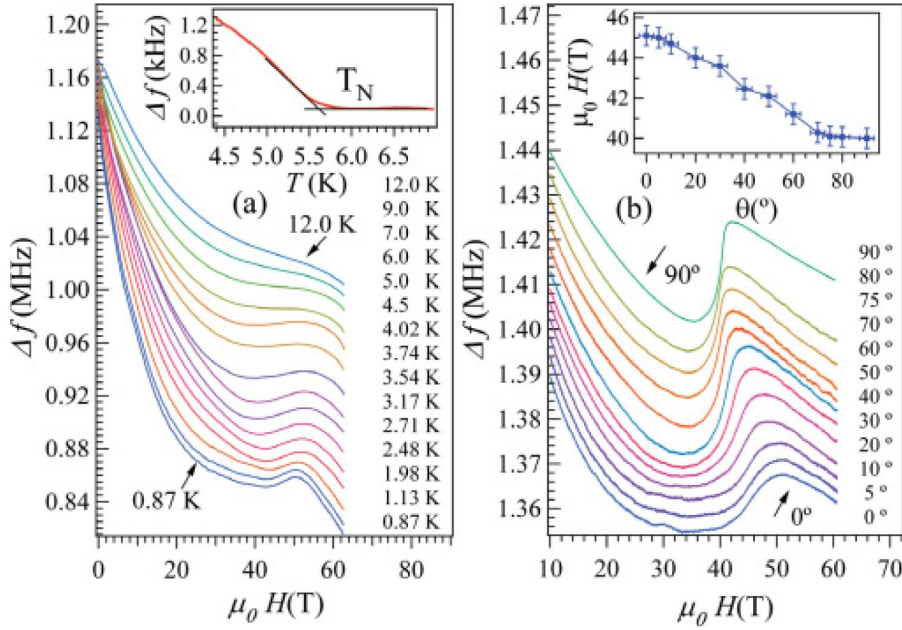 1.20
1.16
1.12
1.08
1.04
1.00
0.96
0.92
0.88
0.84
Δf (MHz)
0 20 40 60 80
μ₀ H(T)
1.2
0.8
0.4
0.0
Δf (kHz)
T_N
4.5 5.0 5.5 6.0 6.5
T (K)
(a)
12.0 K
0.87 K
12.0 K
9.0 K
7.0 K
6.0 K
5.0 K
4.5 K
4.02 K
3.74 K
3.54 K
3.17 K
2.71 K
2.48 K
1.98 K
1.13 K
0.87 K
1.47
1.46
1.45
1.44
1.43
1.42
1.41
1.40
1.39
1.38
1.37
1.36
Δf (MHz)
10 20 30 40 50 60 70
μ₀ H(T)
46
44
42
40
μ₀ H(T)
0 20 40 60 80
θ(º)
(b)
90º
0º
90 º
80 º
75 º
70 º
60 º
50 º
40 º
30 º
20 º
10 º
5 º
0 º